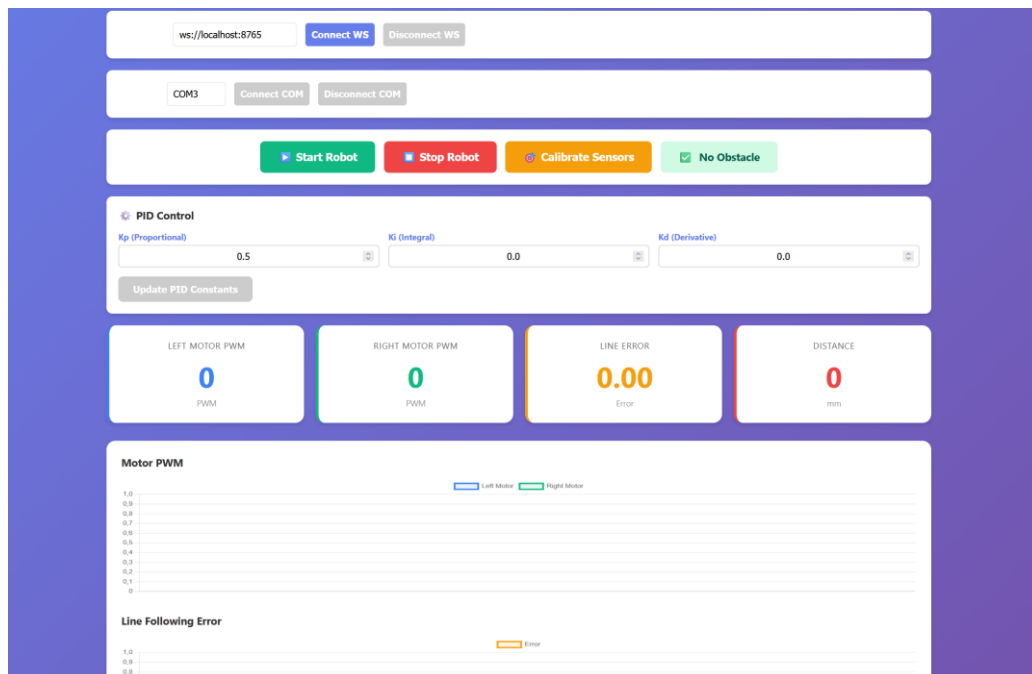 ws://localhost:8765 Connect WS Disconnect WS
COM3 Connect COM Disconnect COM
Start Robot Stop Robot Calibrate Sensors No Obstacle
PID Control
Kp (Proportional) Ki (Integral) Kd (Derivative)
0.5 0.0 0.0
Update PID Constants
LEFT MOTOR PWM RIGHT MOTOR PWM LINE ERROR DISTANCE
0 0 0.00 0
PWM PWM Error mm
Motor PWM
Left Motor Right Motor
1,0
0,9
0,8
0,7
0,6
0,5
0,4
0,3
0,2
0,1
0
Line Following Error
Error
1,0
0,9
0,8